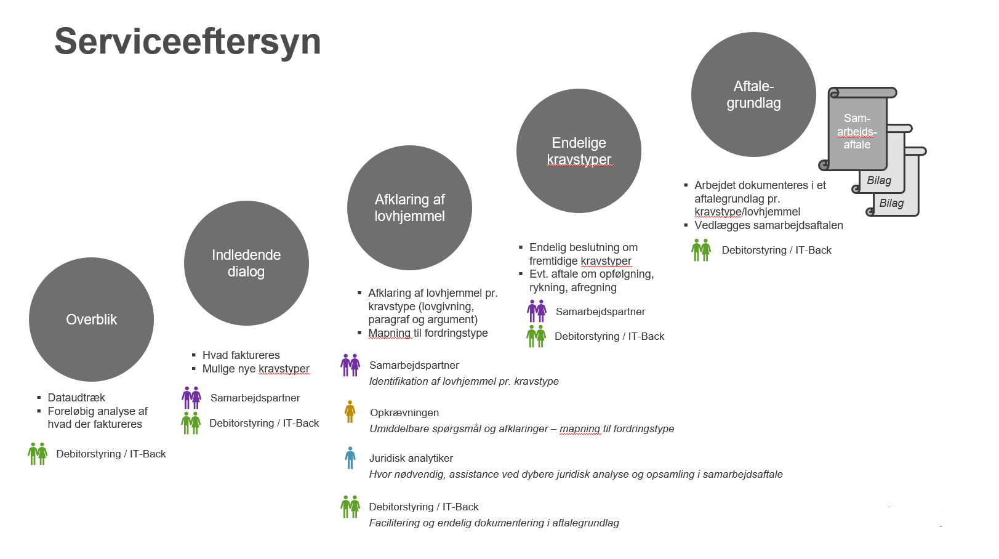 Serviceeftersyn
Overblik
▪ Dataudtræk
▪ Foreløbig analyse af
hvad der faktureres
Debitorstyring / IT-Back
Indledende
dialog
▪ Hvad faktureres
▪ Mulige nye kravstyper
Samarbejdspartner
Debitorstyring / IT-Back
Afklaring af
lovhjemmel
▪ Afklaring af lovhjemmel pr.
kravstype (lovgivning,
paragraf og argument)
▪ Mapning til fordringstype
Samarbejdspartner
Identifikation af lovhjemmel pr. kravstype
Opkrævningen
Umiddelbare spørgsmål og afklaringer – mapning til fordringstype
Juridisk analytiker
Hvor nødvendig, assistance ved dybere juridisk analyse og opsamling i samarbejdsaftale
Debitorstyring / IT-Back
Facilitering og endelig dokumentering i aftalegrundlag
Endelige
kravstyper
▪ Endelig beslutning om
fremtidige kravstyper
▪ Evt. aftale om opfølgning,
rykning, afregning
Samarbejdspartner
Debitorstyring / IT-Back
Aftale-
grundlag
▪ Arbejdet dokumenteres i et
aftalegrundlag pr.
kravstype/lovhjemmel
▪ Vedlægges samarbejdsaftalen
Debitorstyring / IT-Back
Sam-
arbejds-
aftale
Bilag
Bilag